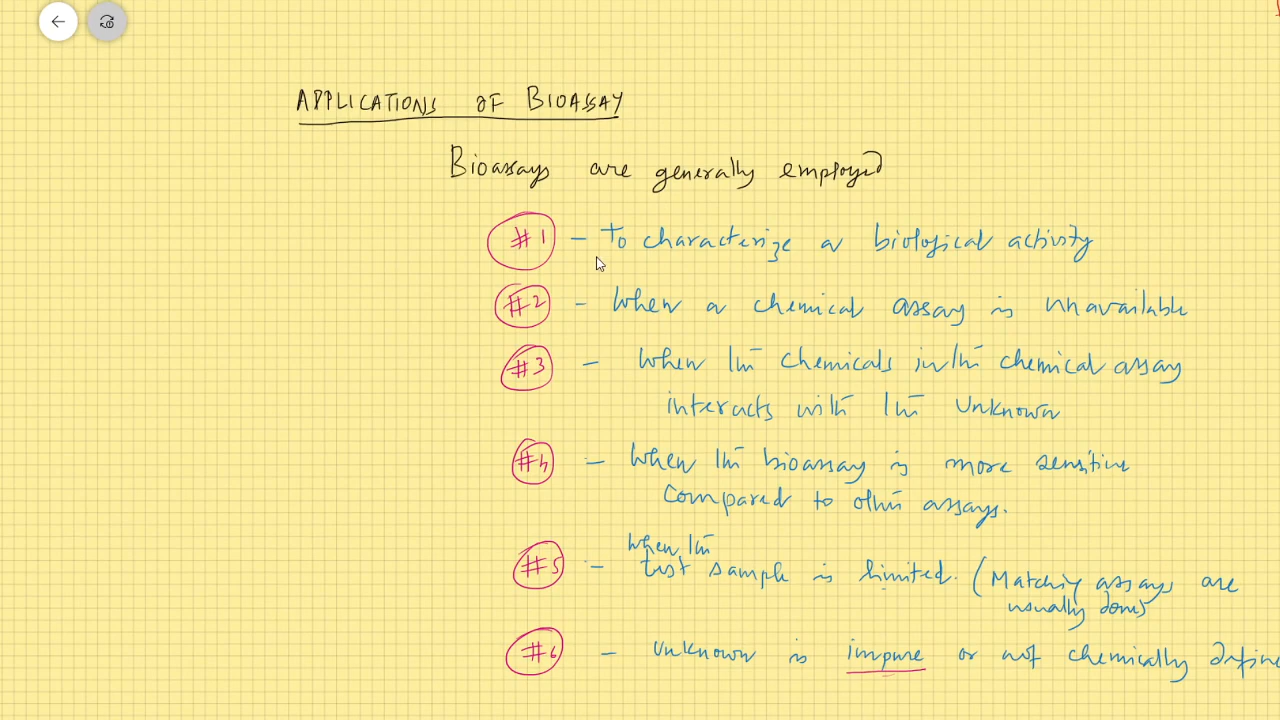 APPLICATIONS OF BIOASSAY
Bioassays are generally employed
#1 - To characterize a biological activity
#2 - When a chemical assay is unavailable
#3 - When the chemicals in the chemical assay
interacts with the unknown
#4 - When the bioassay is more sensitive
Compared to other assays.
When the
#5 - test sample is limited. (Matching assays are
usually done)
#6 - Unknown is impure or not chemically define